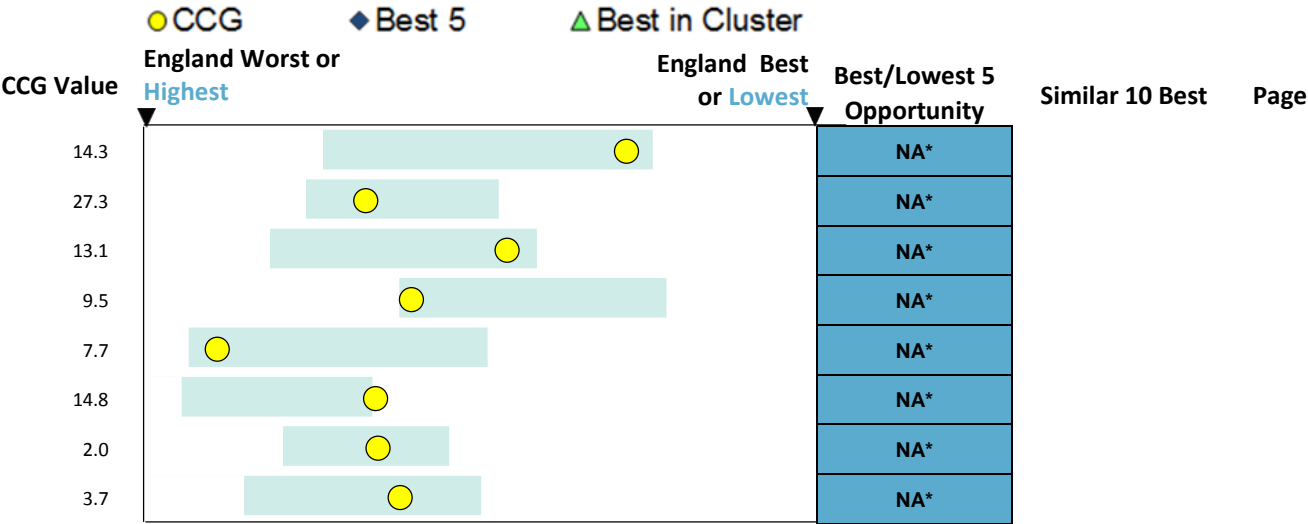 CCG Best 5 Best in Cluster
CCG Value England Worst or Highest England Best or Lowest Best/Lowest 5 Opportunity Similar 10 Best Page
14.3 NA*
27.3 NA*
13.1 NA*
9.5 NA*
7.7 NA*
14.8 NA*
2.0 NA*
3.7 NA*